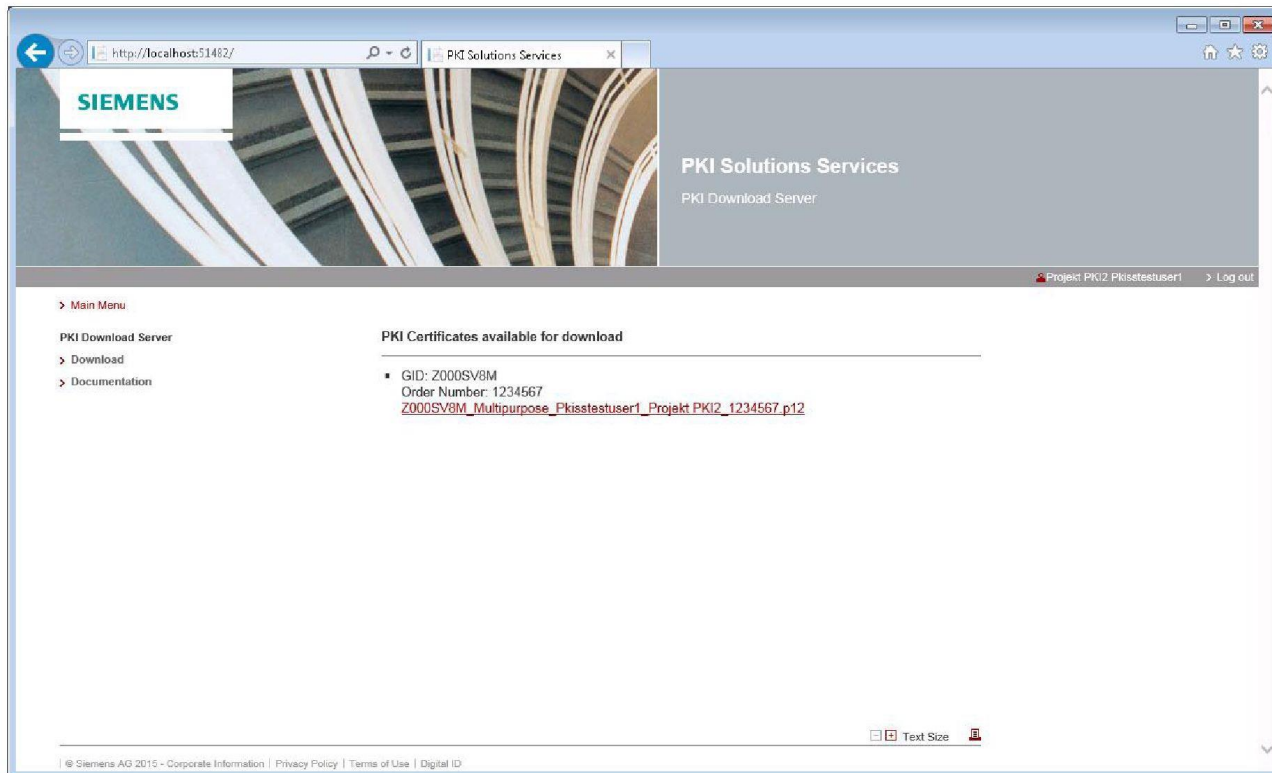 http://localhost:51482/
PKI Solutions Services
SIEMENS
PKI Solutions Services
PKI Download Server
Projekt PKI2 Pkisstestuser1 > Log out
> Main Menu
PKI Download Server
PKI Certificates available for download
> Download
> Documentation
▪ GID: Z000SV8M
Order Number: 1234567
Z000SV8M_Multipurpose_Pkisstestuser1_Projekt PKI2_1234567.p12
Text Size
| © Siemens AG 2015 - Corporate Information | Privacy Policy | Terms of Use | Digital ID